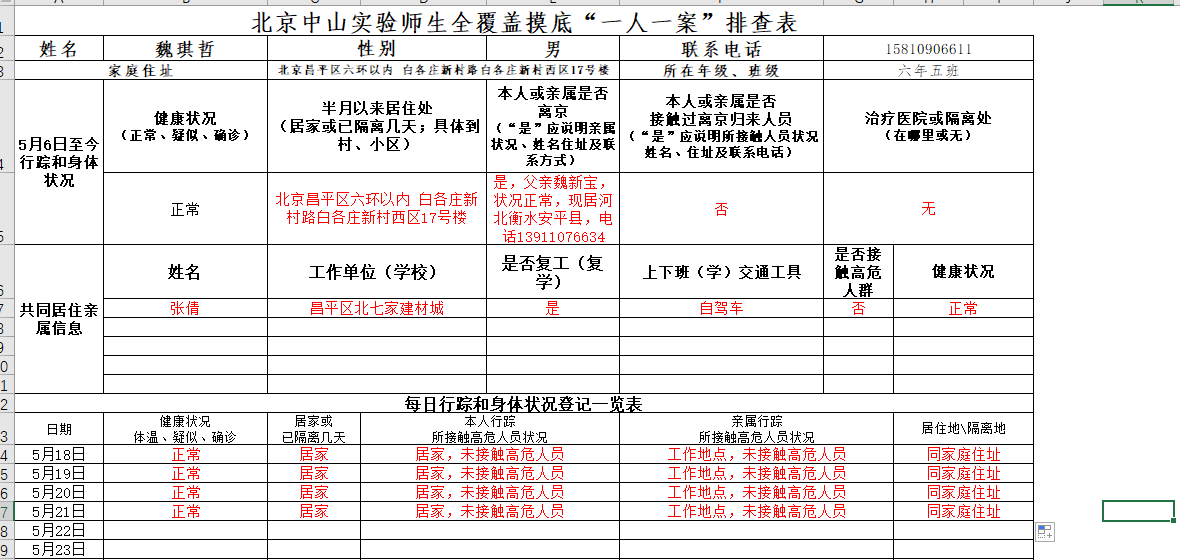 北京中山实验师生全覆盖摸底“一人一案”排查表
姓名 魏琪哲 性别 男 联系电话 15810906611
家庭住址 北京昌平区六环以内 白各庄新村路白各庄新村西区17号楼 所在年级、班级 六年五班
5月6日至今
行踪和身体
状况
健康状况
（正常、疑似、确诊）
半月以来居住处
（居家或已隔离几天；具体到
村、小区）
本人或亲属是否
离京
（“是”应说明亲属
状况、姓名住址及联
系方式）
本人或亲属是否
接触过离京归来人员
（“是”应说明所接触人员状况
姓名、住址及联系电话）
治疗医院或隔离处
（在哪里或无）
正常
北京昌平区六环以内 白各庄新
村路白各庄新村西区17号楼
是，父亲魏新宝，
状况正常，现居河
北衡水安平县，电
话13911076634
否
无
共同居住亲
属信息
姓名
工作单位（学校）
是否复工（复
学）
上下班（学）交通工具
是否接
触高危
人群
健康状况
张倩 昌平区北七家建材城 是 自驾车 否 正常
每日行踪和身体状况登记一览表
日期
健康状况
体温、疑似、确诊
居家或
已隔离几天
本人行踪
所接触高危人员状况
亲属行踪
所接触高危人员状况
居住地\隔离地
5月18日 正常 居家 居家，未接触高危人员 工作地点，未接触高危人员 同家庭住址
5月19日 正常 居家 居家，未接触高危人员 工作地点，未接触高危人员 同家庭住址
5月20日 正常 居家 居家，未接触高危人员 工作地点，未接触高危人员 同家庭住址
5月21日 正常 居家 居家，未接触高危人员 工作地点，未接触高危人员 同家庭住址
5月22日
5月23日